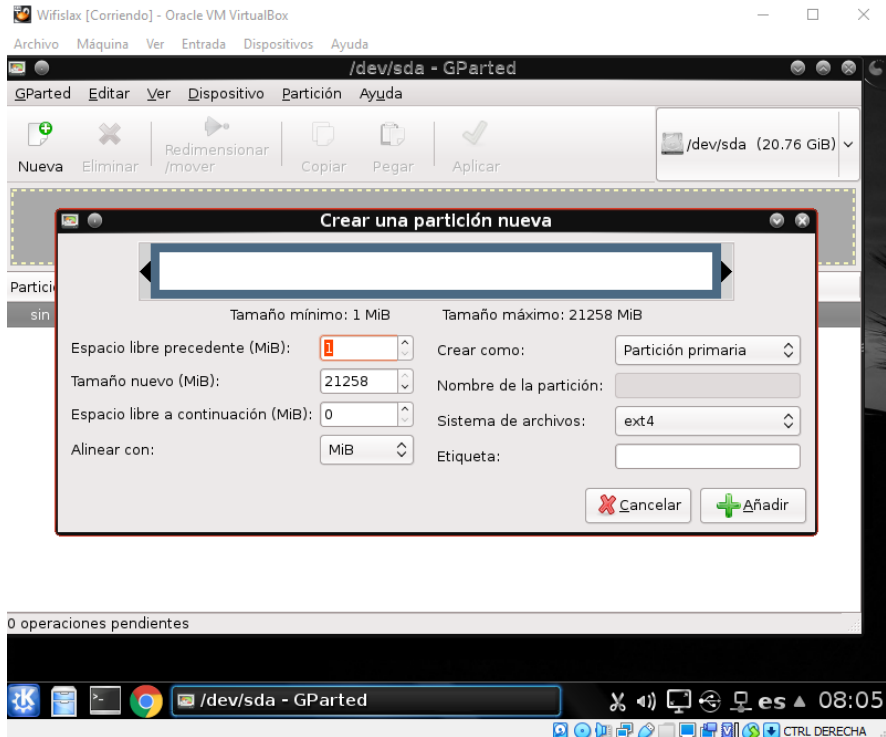 Wifislax [Corriendo] - Oracle VM VirtualBox
Archivo Máquina Ver Entrada Dispositivos Ayuda
/dev/sda - GParted
GParted Editar Ver Dispositivo Partición Ayuda
Nueva Eliminar Redimensionar /mover Copiar Pegar Aplicar
/dev/sda (20.76 GiB)
Crear una partición nueva
Tamaño mínimo: 1 MiB Tamaño máximo: 21258 MiB
sin
Espacio libre precedente (MiB): 1 Crear como: Partición primaria
Tamaño nuevo (MiB): 21258 Nombre de la partición:
Espacio libre a continuación (MiB): 0 Sistema de archivos: ext4
Alinear con: MiB Etiqueta:
Cancelar Añadir
0 operaciones pendientes
/dev/sda - GParted es 08:05
CTRL DERECHA